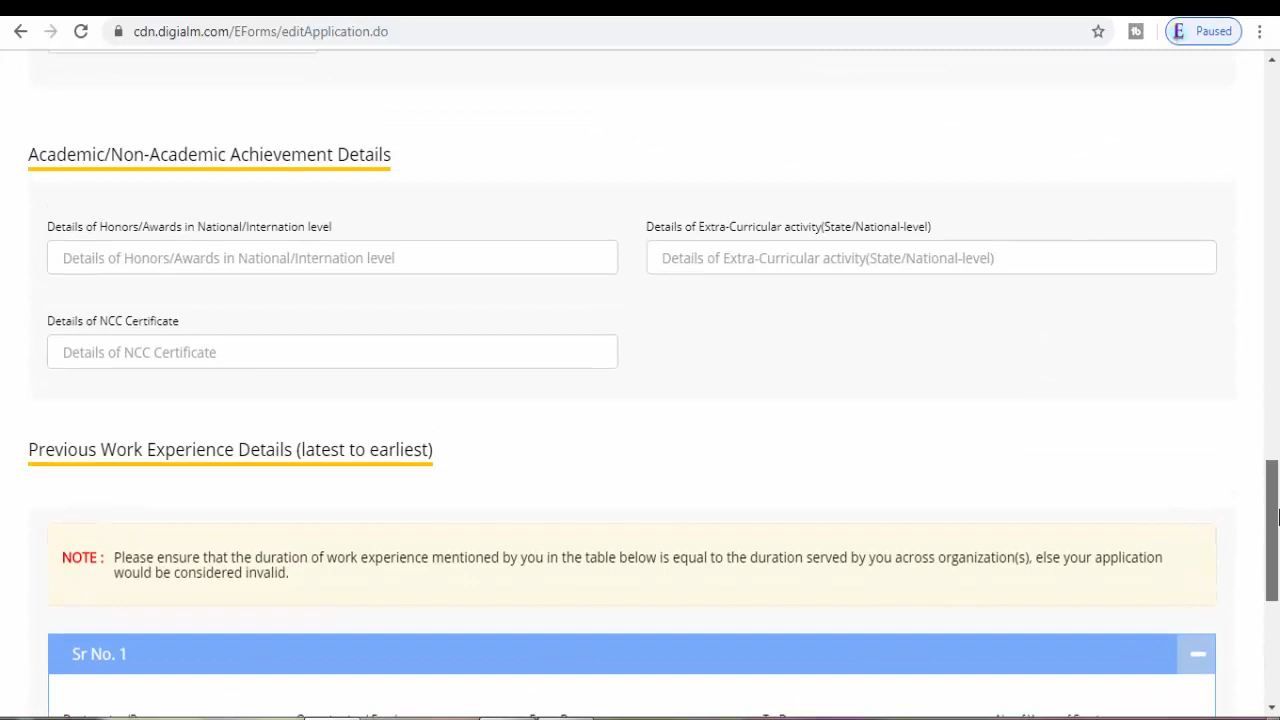 cdn.digialm.com/EForms/editApplication.do
Paused
Academic/Non-Academic Achievement Details
Details of Honors/Awards in National/Internation level
Details of Extra-Curricular activity(State/National-level)
Details of Honors/Awards in National/Internation level
Details of Extra-Curricular activity(State/National-level)
Details of NCC Certificate
Details of NCC Certificate
Previous Work Experience Details (latest to earliest)
NOTE : Please ensure that the duration of work experience mentioned by you in the table below is equal to the duration served by you across organization(s), else your application
would be considered invalid.
Sr No. 1